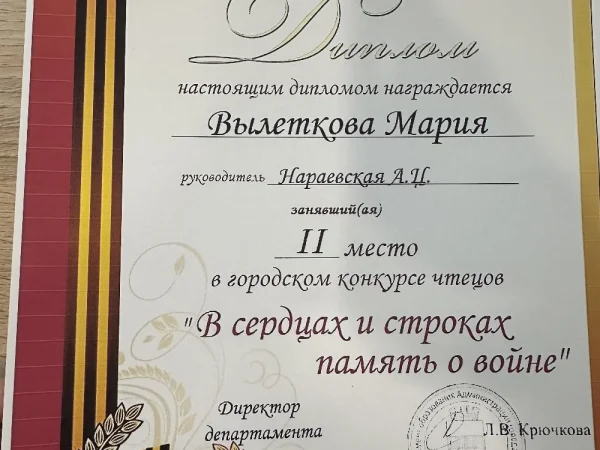 Диплом
настоящим дипломом награждается
Вылеткова Мария
руководитель Нараевская А.Ц.
занявший(ая)
II место
в городском конкурсе чтецов
"В сердцах и строках
память о войне"
Директор
департамента
Л.В. Крючкова